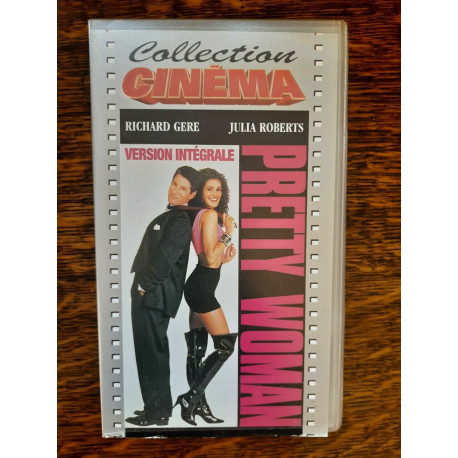 Collection
CINÉMA
RICHARD GERE JULIA ROBERTS
VERSION INTÉGRALE
PRETTY WOMAN